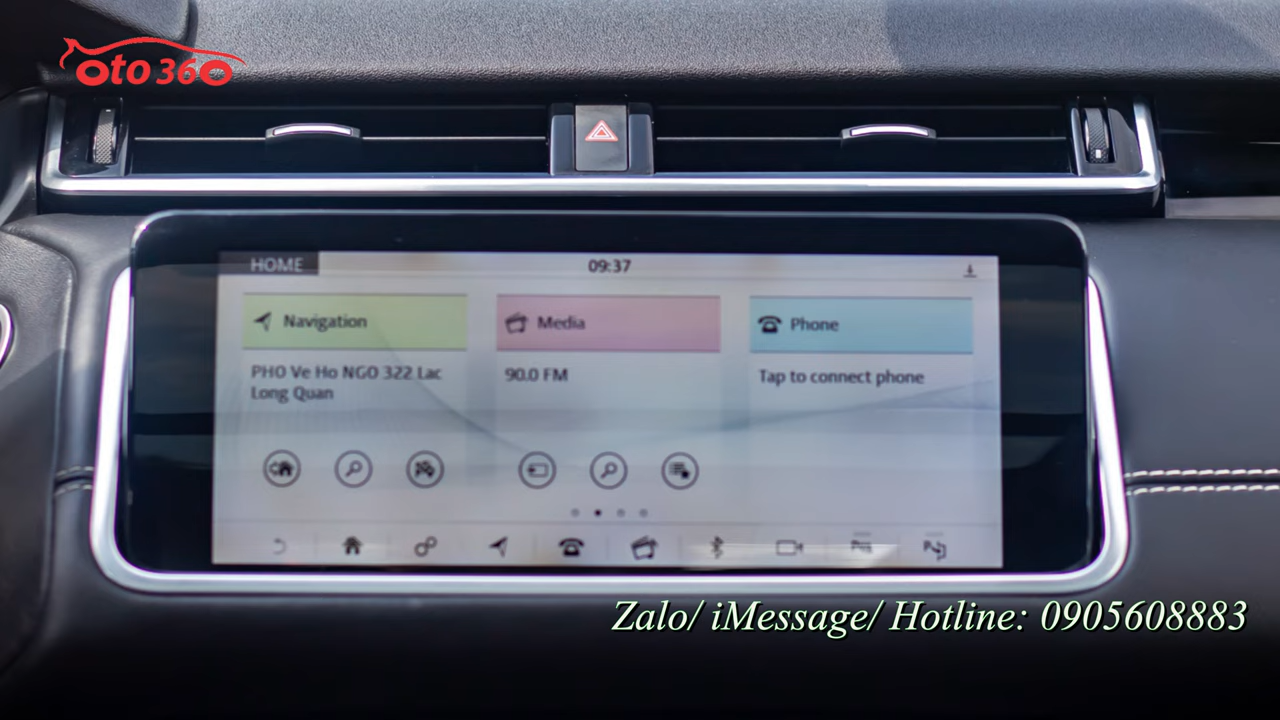 oto360
HOME
09:37
Navigation
Media
Phone
PHO Ve Ho NGO 322 Lac
Long Quan
90.0 FM
Tap to connect phone
Zalo/ iMessage/ Hotline: 0905608883